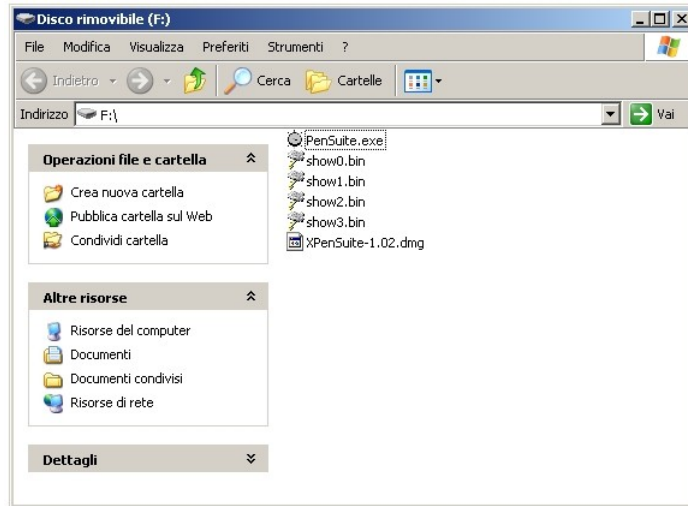 Disco rimovibile (F:)
File Modifica Visualizza Preferiti Strumenti ?
Indietro Cerca Cartelle
Indirizzo F:\ Vai
Operazioni file e cartella
Crea nuova cartella
Pubblica cartella sul Web
Condividi cartella
Altre risorse
Risorse del computer
Documenti
Documenti condivisi
Risorse di rete
Dettagli
PenSuite.exe
show0.bin
show1.bin
show2.bin
show3.bin
XPenSuite-1.02.dmg